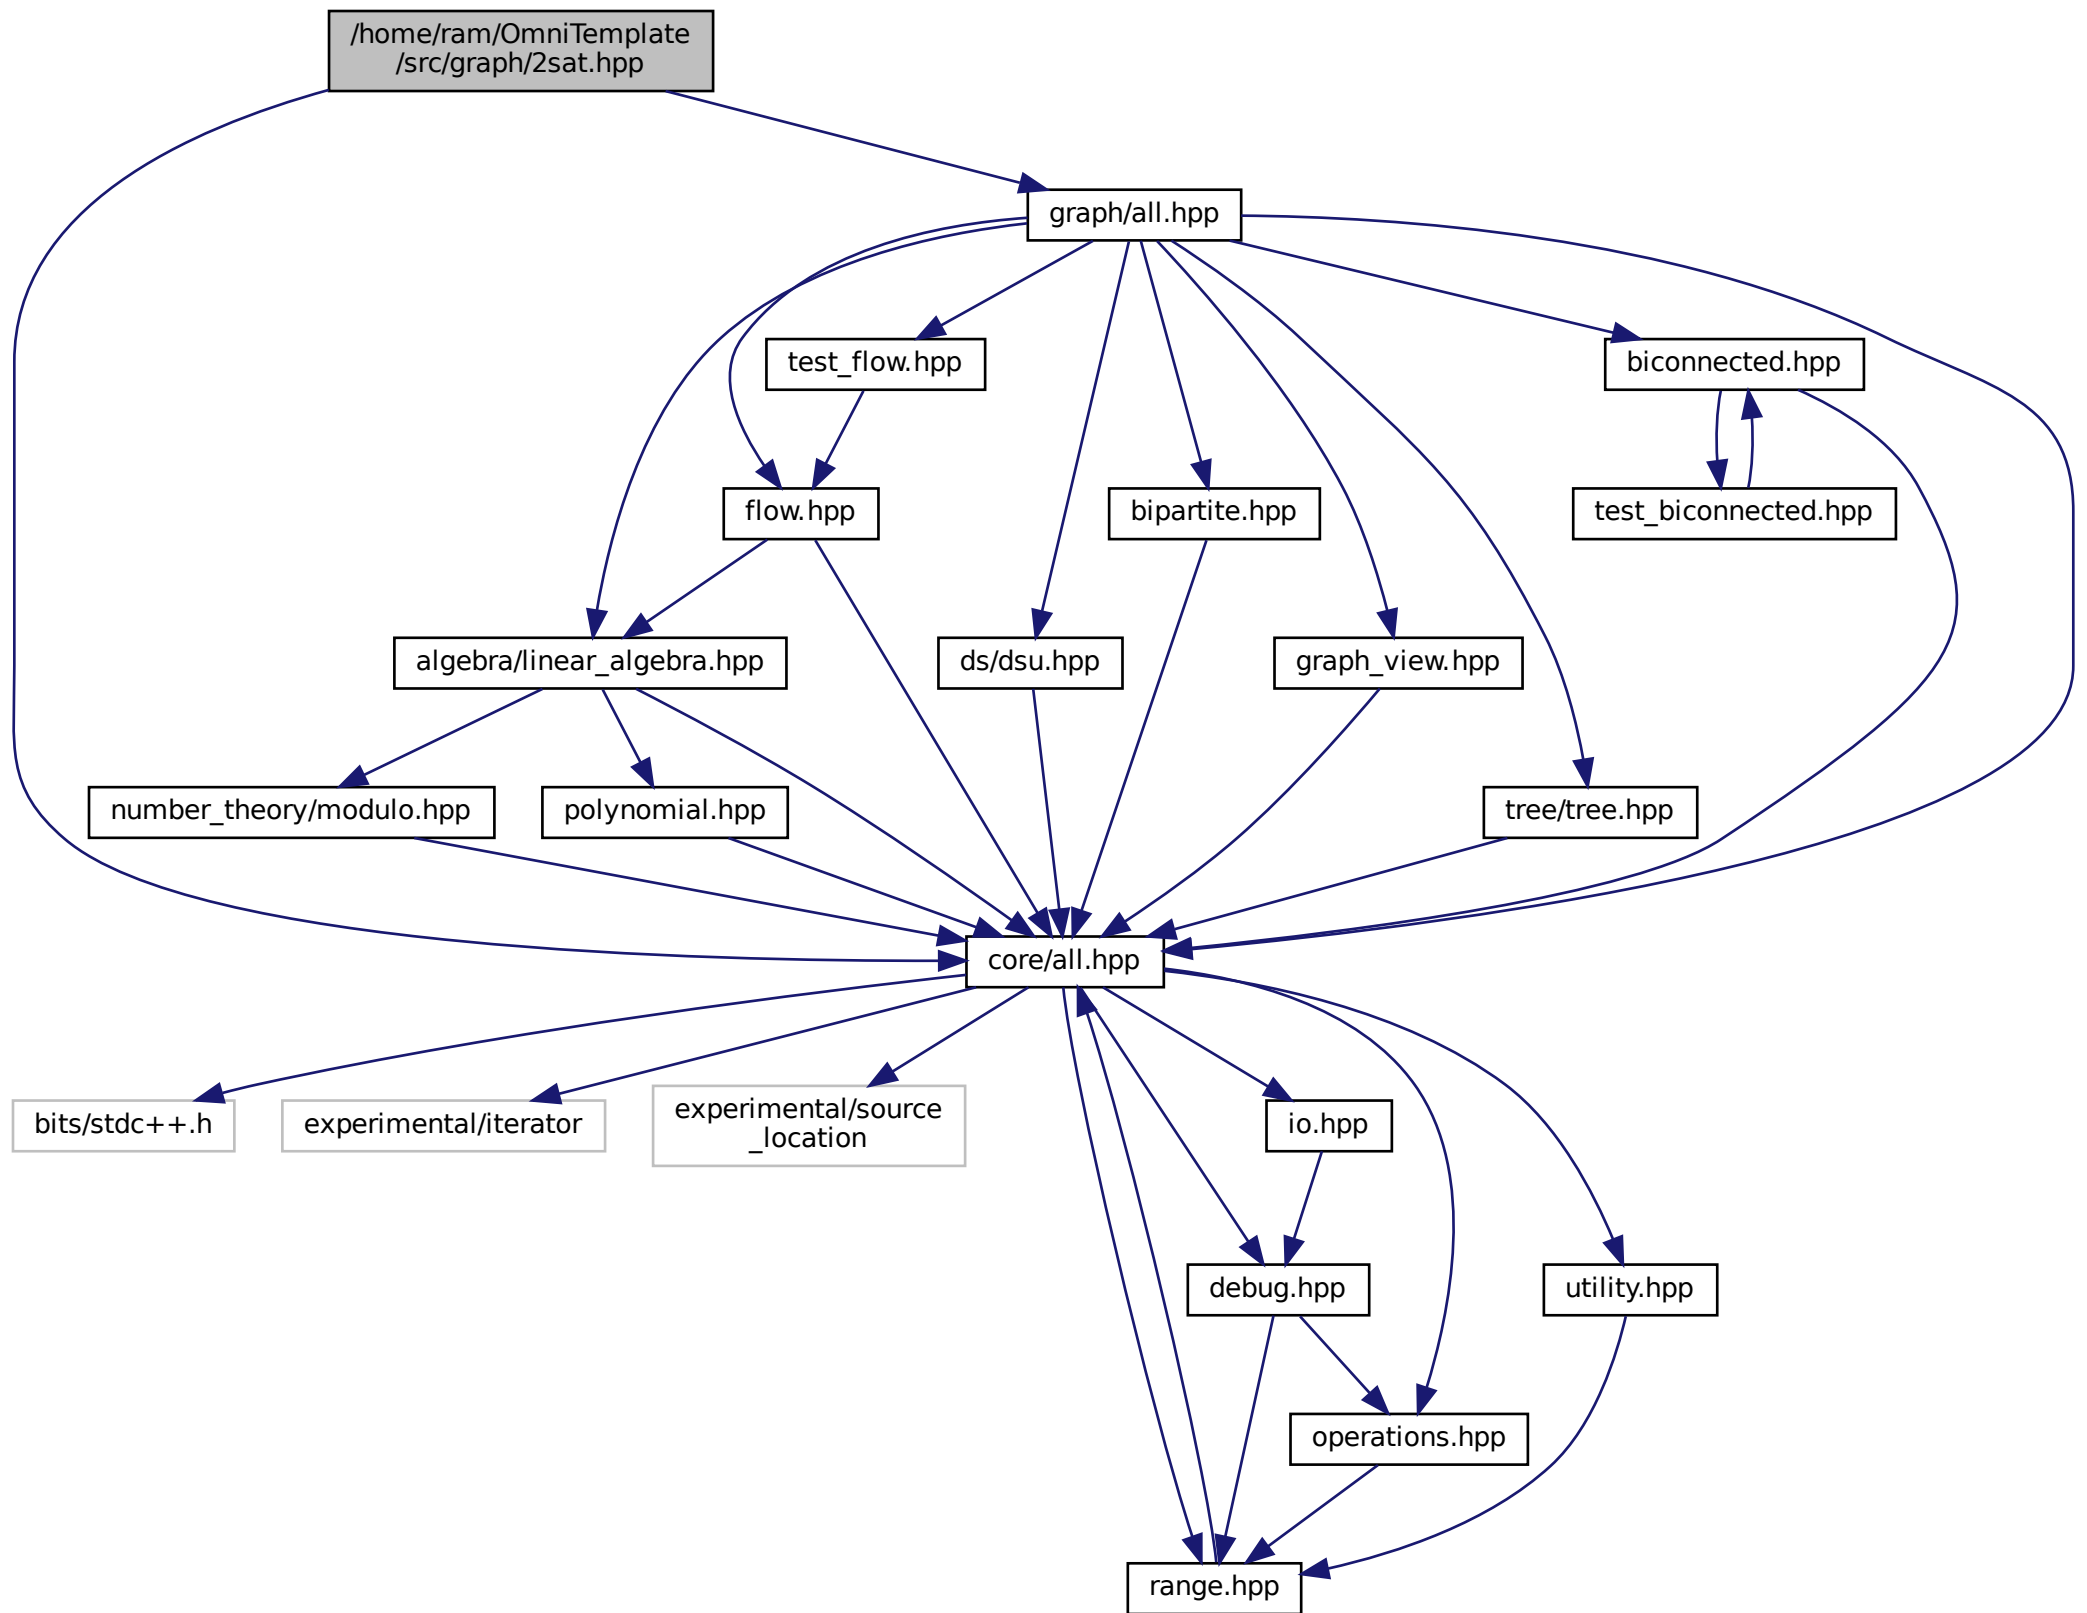 /home/ram/OmniTemplate
/src/graph/2sat.hpp
graph/all.hpp
test_flow.hpp
biconnected.hpp
flow.hpp
bipartite.hpp
test_biconnected.hpp
algebra/linear_algebra.hpp
ds/dsu.hpp
graph_view.hpp
number_theory/modulo.hpp
polynomial.hpp
tree/tree.hpp
core/all.hpp
bits/stdc++.h
experimental/iterator
experimental/source
_location
io.hpp
debug.hpp
utility.hpp
operations.hpp
range.hpp